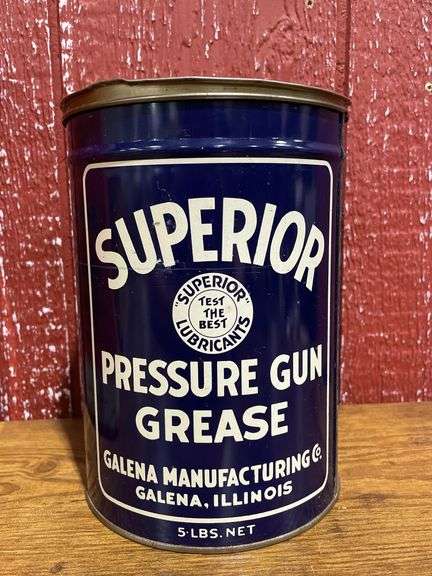 SUPERIOR
"SUPERIOR"
TEST
THE
BEST
LUBRICANTS
PRESSURE GUN
GREASE
GALENA MANUFACTURING Co.
GALENA, ILLINOIS
5-LBS. NET